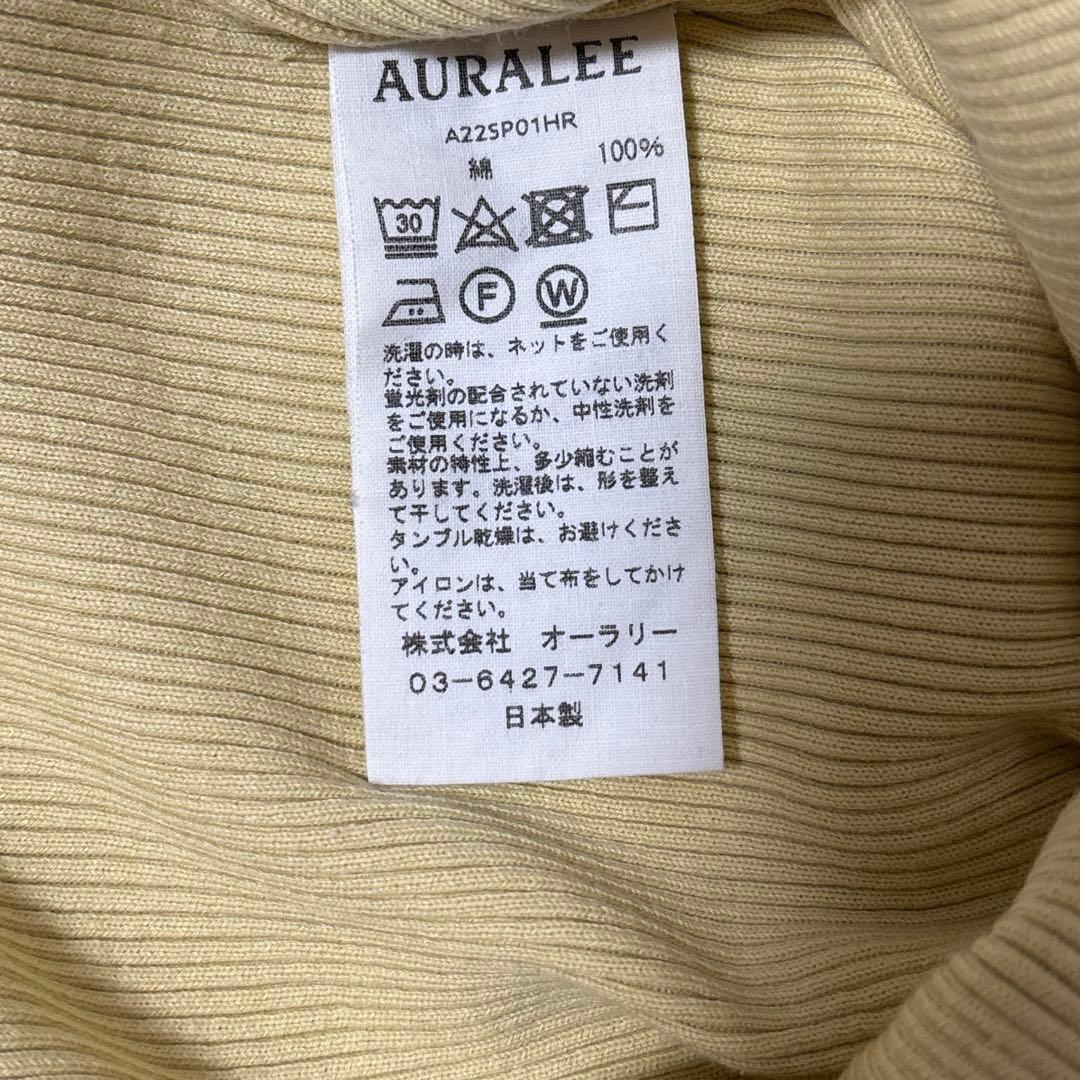 AURALEE
A22SP01HR
綿 100%
30
F W
洗濯の時は、ネットをご使用く
ださい。
蛍光剤の配合されていない洗剤
をご使用になるか、中性洗剤を
ご使用ください。
素材の特性上、多少縮むことが
あります。洗濯後は、形を整え
て干してください。
タンブル乾燥は、お避けくださ
い。
アイロンは、当て布をしてかけ
てください。
株式会社 オーラリー
03-6427-7141
日本製